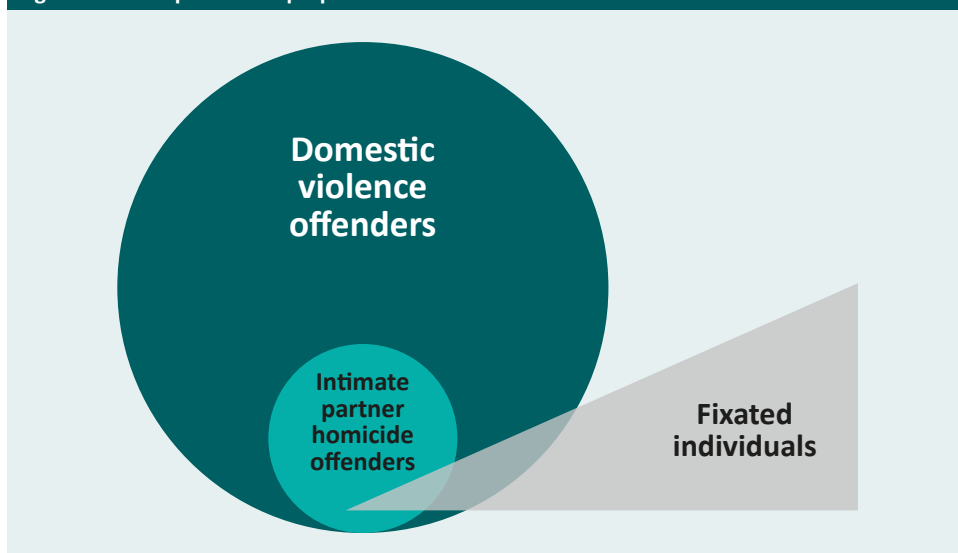 Domestic
violence
offenders
Intimate
partner
homicide
offenders
Fixated
individuals